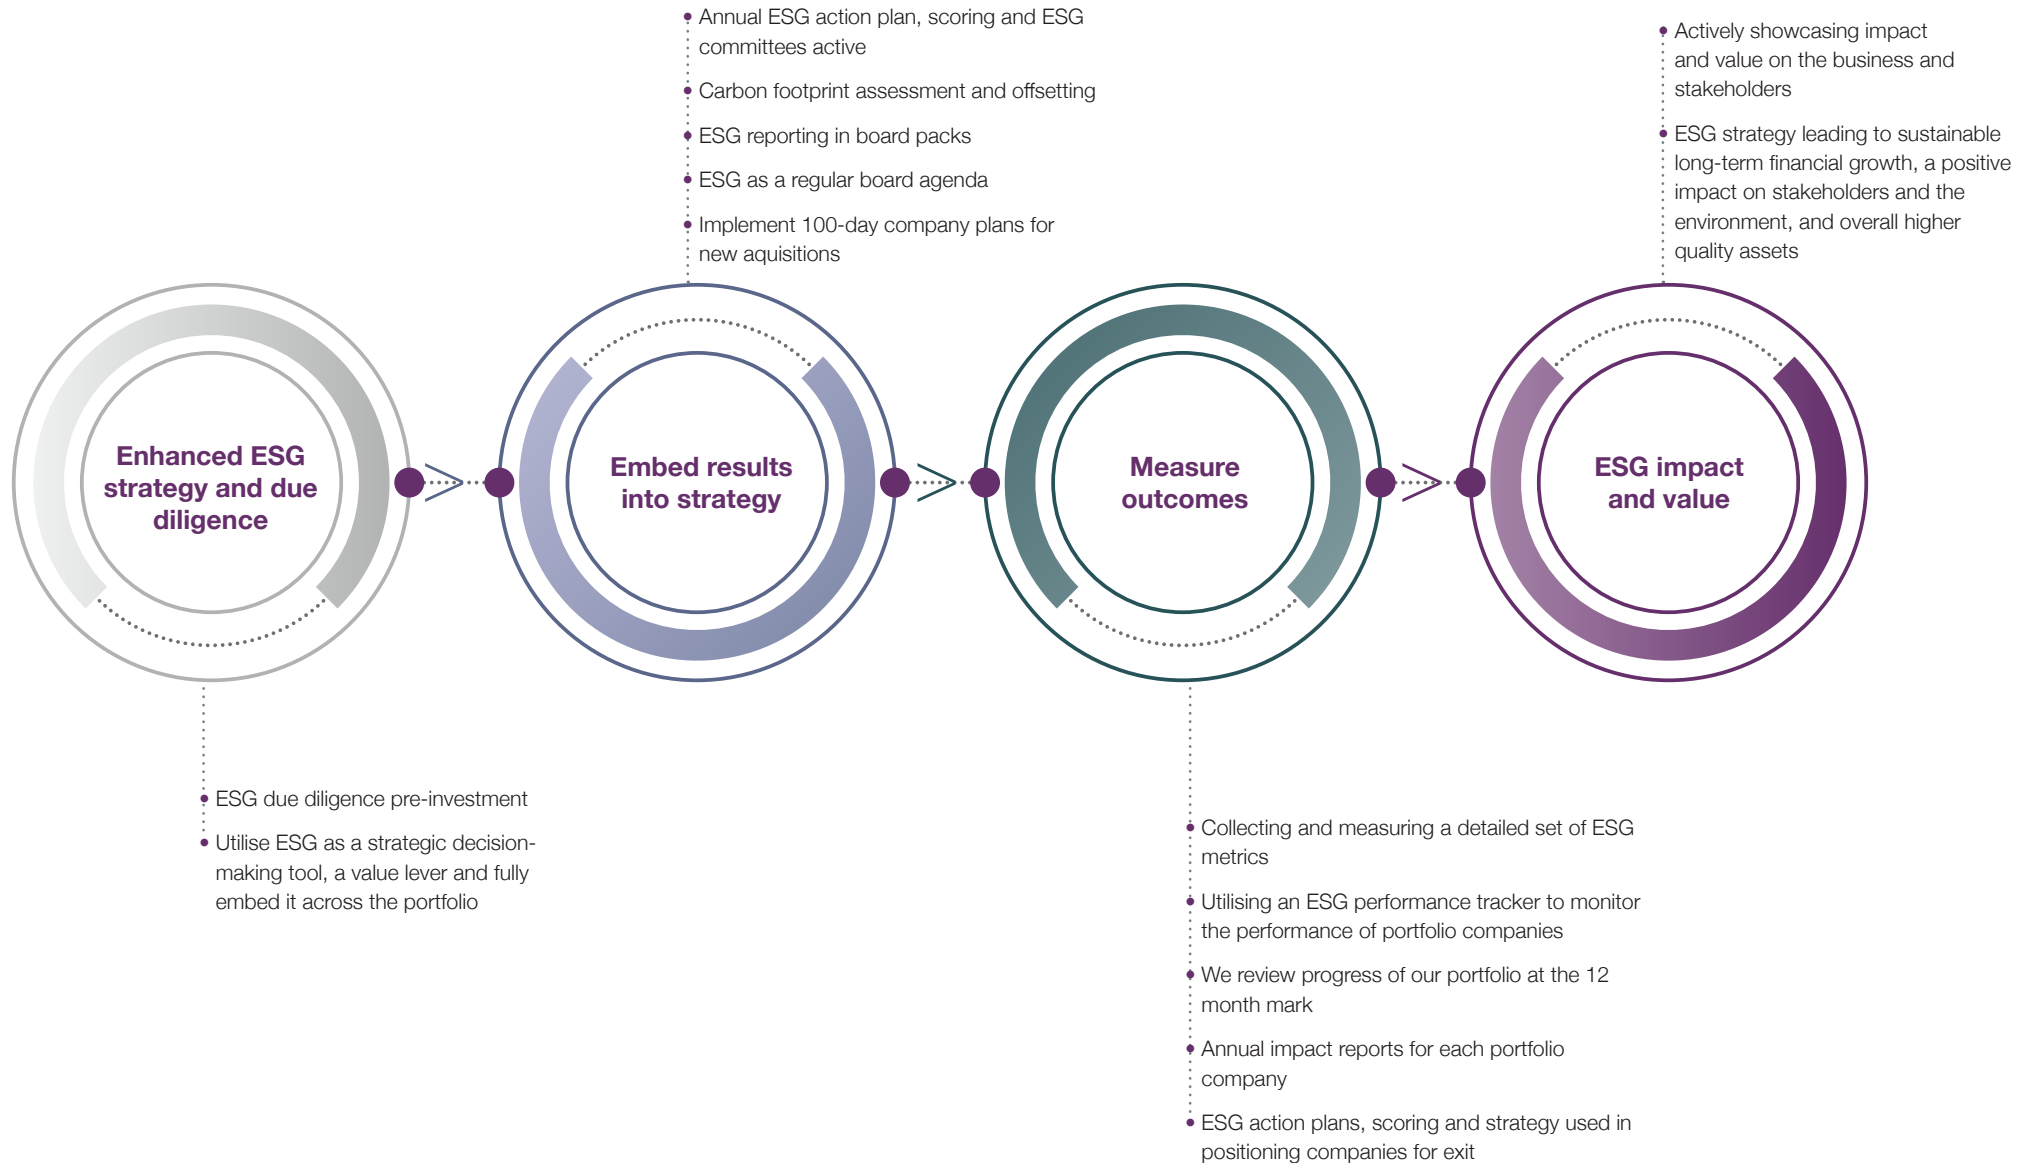 Enhanced ESG
strategy and due
diligence
ESG due diligence pre-investment
Utilise ESG as a strategic decision-
making tool, a value lever and fully
embed it across the portfolio
Annual ESG action plan, scoring and ESG
committees active
Carbon footprint assessment and offsetting
ESG reporting in board packs
ESG as a regular board agenda
Implement 100-day company plans for
new aquisitions
Embed results
into strategy
Measure
outcomes
Collecting and measuring a detailed set of ESG
metrics
Utilising an ESG performance tracker to monitor
the performance of portfolio companies
We review progress of our portfolio at the 12
month mark
Annual impact reports for each portfolio
company
ESG action plans, scoring and strategy used in
positioning companies for exit
Actively showcasing impact
and value on the business and
stakeholders
ESG strategy leading to sustainable
long-term financial growth, a positive
impact on stakeholders and the
environment, and overall higher
quality assets
ESG impact
and value